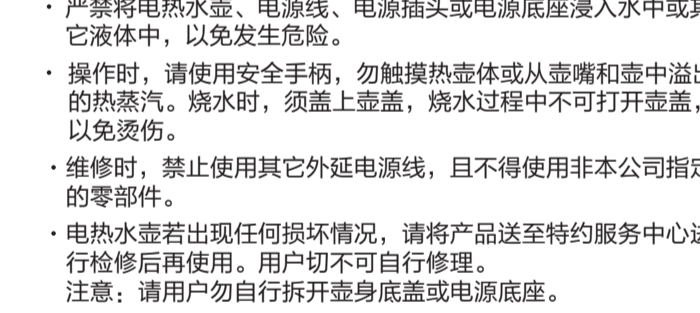 · 严禁将电热水壶、电源线、电源插头或电源底座浸入水中或其
它液体中，以免发生危险。
· 操作时，请使用安全手柄，勿触摸热壶体或从壶嘴和壶中溢出
的热蒸汽。烧水时，须盖上壶盖，烧水过程中不可打开壶盖，
以免烫伤。
· 维修时，禁止使用其它外延电源线，且不得使用非本公司指定
的零部件。
· 电热水壶若出现任何损坏情况，请将产品送至特约服务中心进
行检修后再使用。用户切不可自行修理。
注意：请用户勿自行拆开壶身底盖或电源底座。